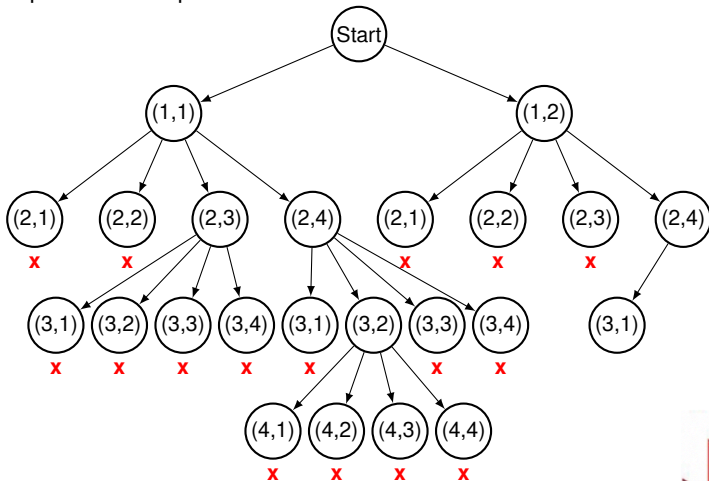 Start
(1,1) (1,2)
(2,1) (2,2) (2,3) (2,4) (2,1) (2,2) (2,3) (2,4)
x x x x x
(3,1) (3,2) (3,3) (3,4) (3,1) (3,2) (3,3) (3,4) (3,1)
x x x x x x x
(4,1) (4,2) (4,3) (4,4)
x x x x